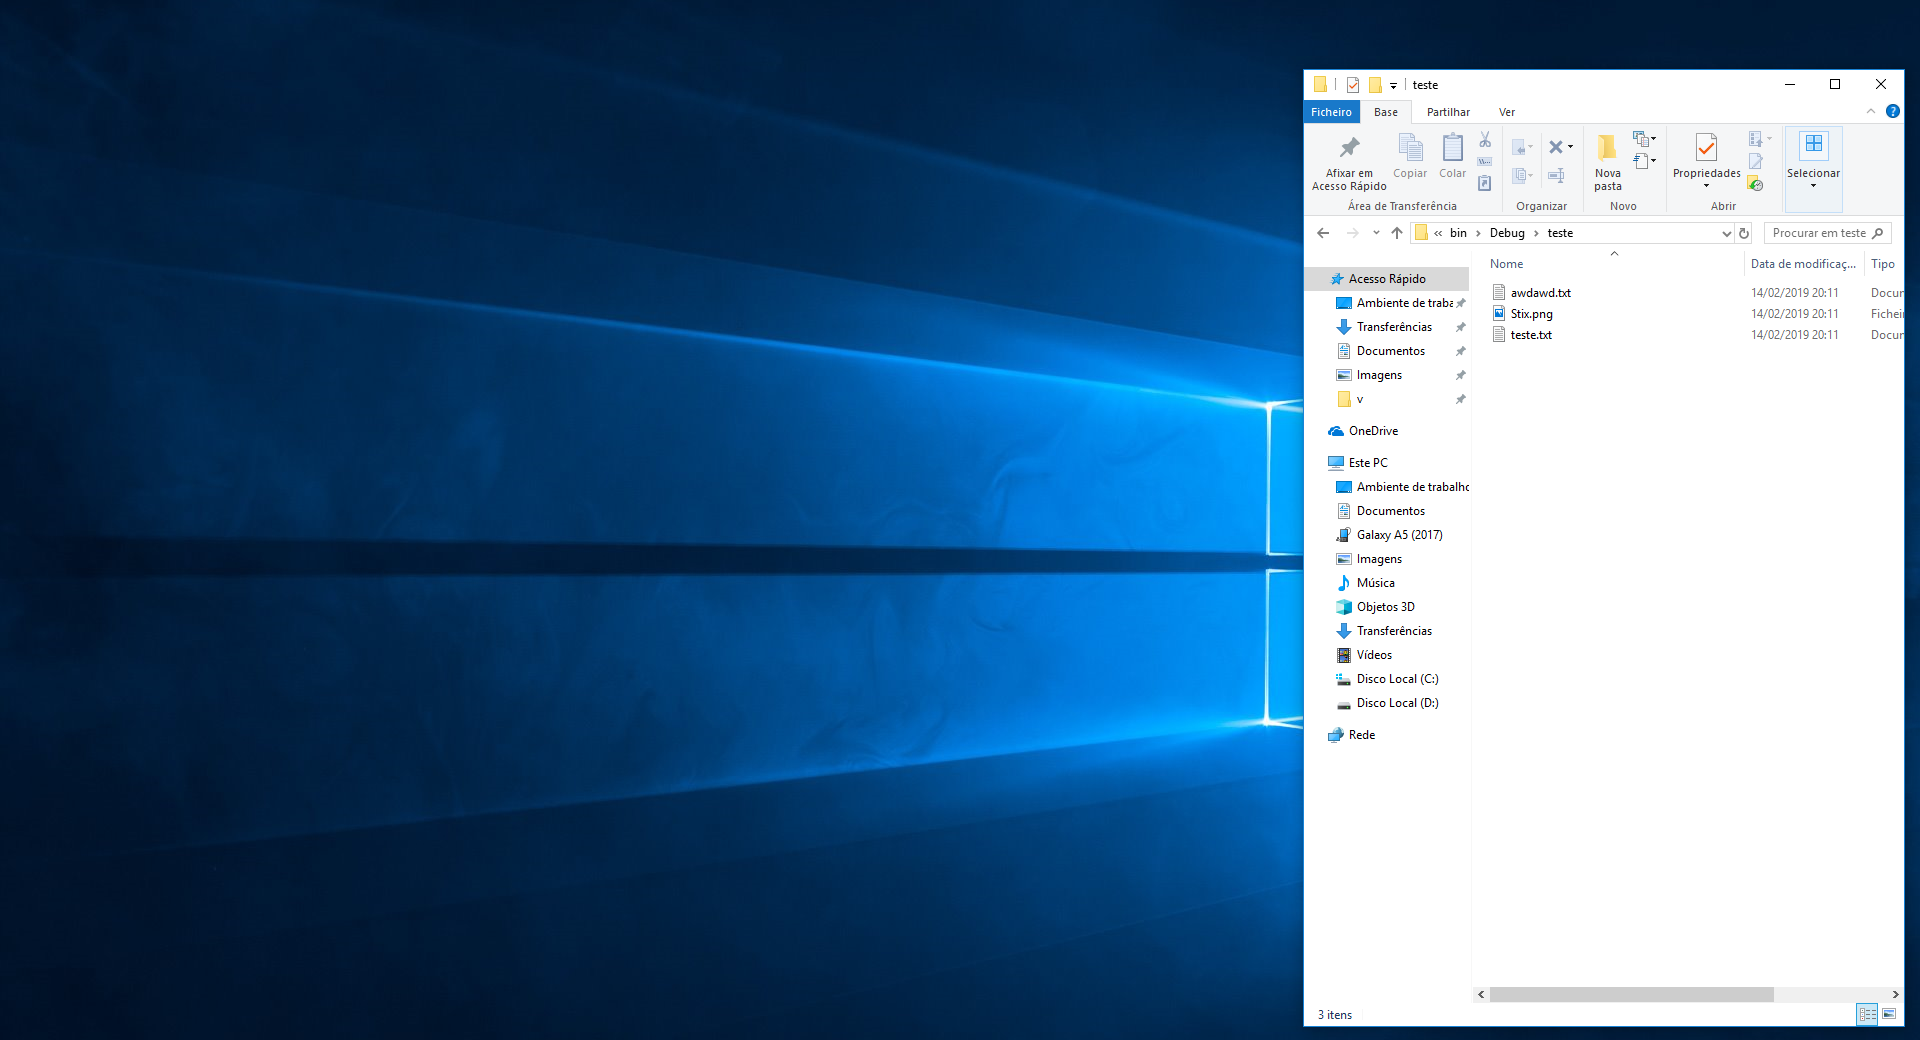 teste
Ficheiro Base Partilhar Ver
Afixar em
Acesso Rápido
Copiar
Colar
Nova
pasta
Propriedades
Selecionar
Área de Transferência Organizar Novo Abrir
« bin › Debug › teste
Procurar em teste
Nome Data de modificaç... Tipo
awdawd.txt 14/02/2019 20:11 Docur
Stix.png 14/02/2019 20:11 Fichei
teste.txt 14/02/2019 20:11 Docur
Acesso Rápido
Ambiente de traba
Transferências
Documentos
Imagens
v
OneDrive
Este PC
Ambiente de trabalho
Documentos
Galaxy A5 (2017)
Imagens
Música
Objetos 3D
Transferências
Vídeos
Disco Local (C:)
Disco Local (D:)
Rede
3 itens